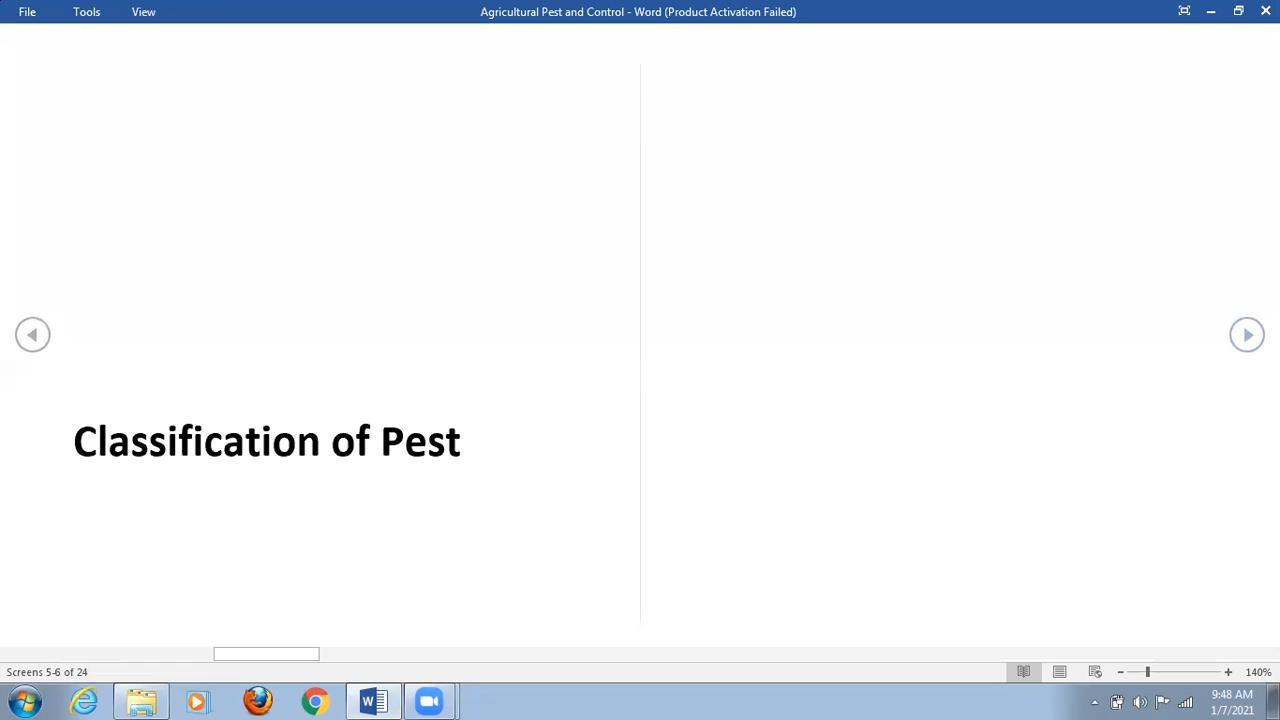 File Tools View Agricultural Pest and Control - Word (Product Activation Failed)
Classification of Pest
Screens 5-6 of 24 140%
9:48 AM
1/7/2021